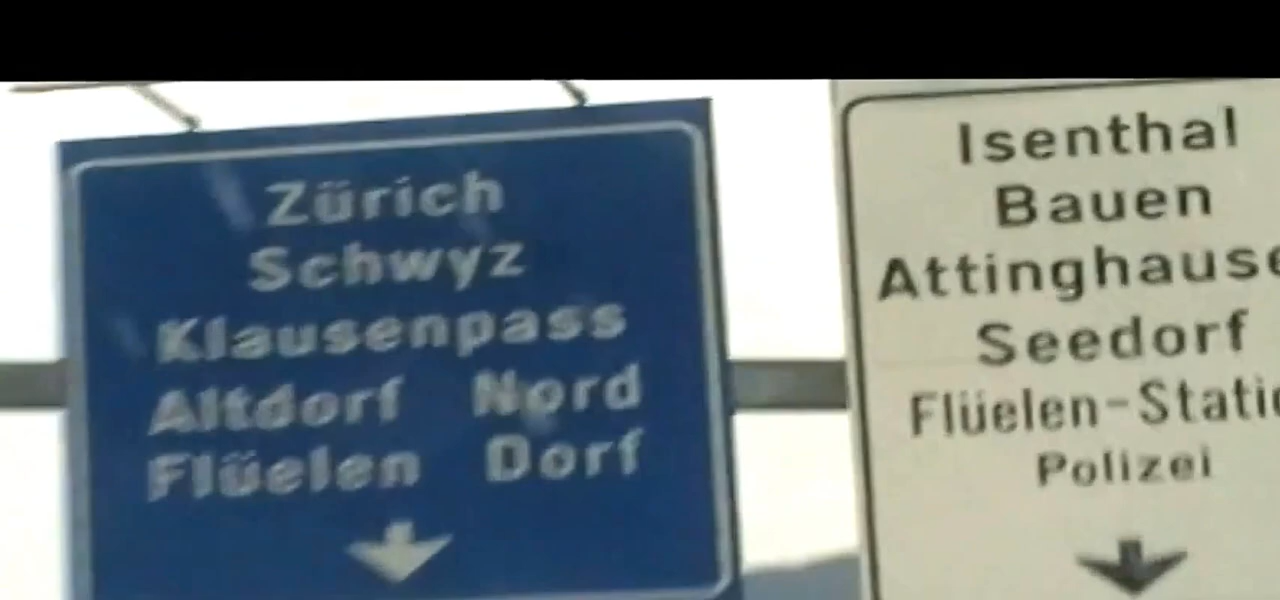 Zürich
Schwyz
Klausenpass
Altdorf Nord
Flüelen Dorf
Isenthal
Bauen
Seedorf
Polizei